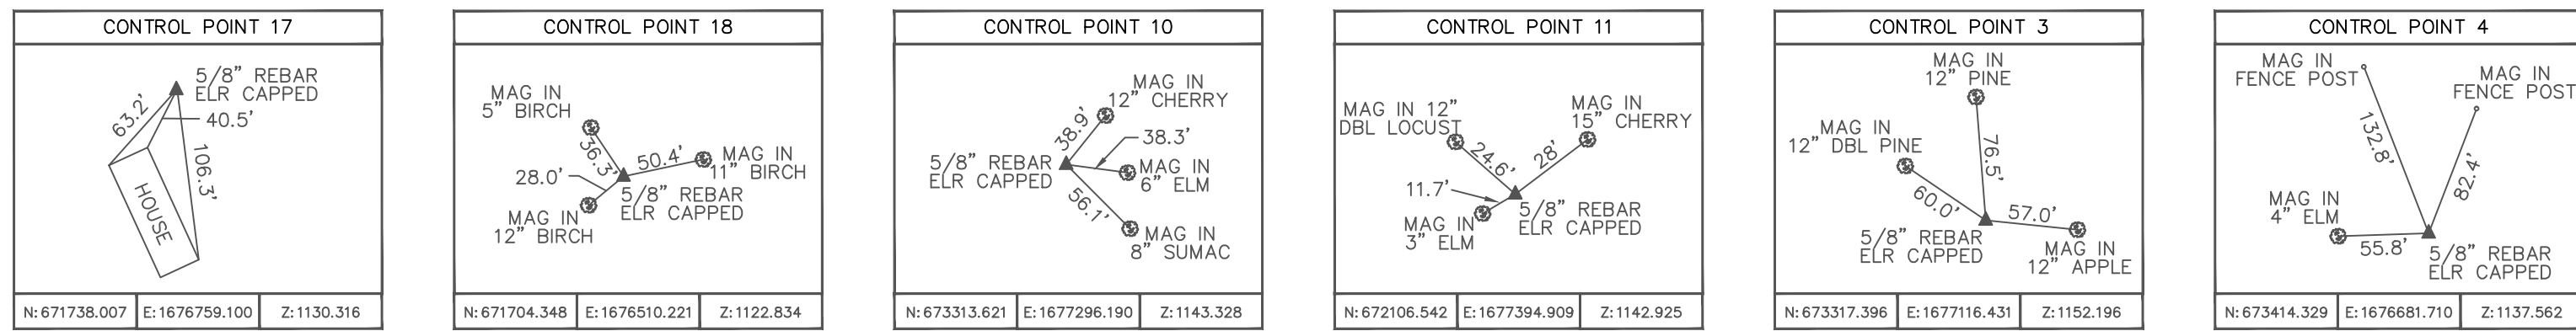 CONTROL POINT 17
5/8" REBAR
ELR CAPPED
63.2'
40.5'
106.3'
HOUSE
N:671738.007 E:1676759.100 Z:1130.316
CONTROL POINT 18
MAG IN
5" BIRCH
36.3'
50.4'
MAG IN
11" BIRCH
28.0'
5/8" REBAR
ELR CAPPED
MAG IN
12" BIRCH
N:671704.348 E:1676510.221 Z:1122.834
CONTROL POINT 10
MAG IN
12" CHERRY
38.9'
38.3'
5/8" REBAR
ELR CAPPED
MAG IN
6" ELM
56.1'
MAG IN
8" SUMAC
N:673313.621 E:1677296.190 Z:1143.328
CONTROL POINT 11
MAG IN 12"
DBL LOCUST
MAG IN
15" CHERRY
24.6'
28'
11.7'
5/8" REBAR
ELR CAPPED
MAG IN
3" ELM
N:672106.542 E:1677394.909 Z:1142.925
CONTROL POINT 3
MAG IN
12" PINE
MAG IN
12" DBL PINE
76.5'
60.0'
57.0'
5/8" REBAR
ELR CAPPED
MAG IN
12" APPLE
N:673317.396 E:1677116.431 Z:1152.196
CONTROL POINT 4
MAG IN
FENCE POST
MAG IN
FENCE POST
132.8'
82.4'
MAG IN
4" ELM
55.8'
5/8" REBAR
ELR CAPPED
N:673414.329 E:1676681.710 Z:1137.562